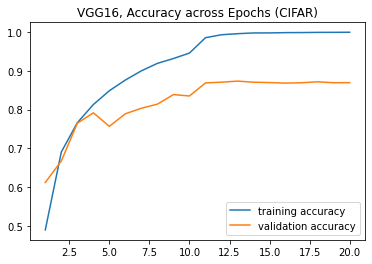 VGG16, Accuracy across Epochs (CIFAR)
1.0
0.9
0.8
0.7
0.6
0.5
training accuracy
validation accuracy
2.5 5.0 7.5 10.0 12.5 15.0 17.5 20.0